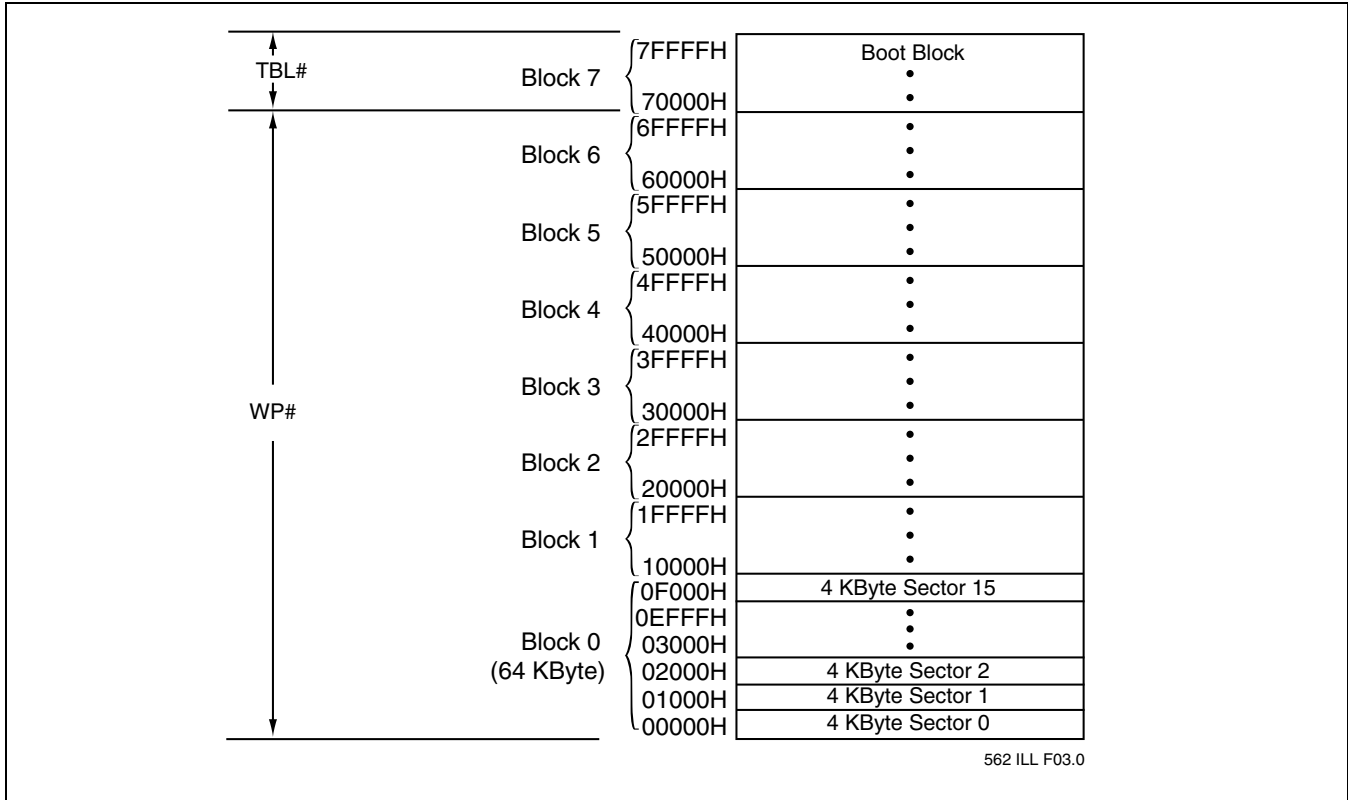 TBL#
WP#
Block 7
7FFFFH
Boot Block
70000H
Block 6
6FFFFH
60000H
Block 5
5FFFFH
50000H
Block 4
4FFFFH
40000H
Block 3
3FFFFH
30000H
Block 2
2FFFFH
20000H
Block 1
1FFFFH
10000H
Block 0
(64 KByte)
0F000H
4 KByte Sector 15
0EFFFH
03000H
02000H
4 KByte Sector 2
01000H
4 KByte Sector 1
00000H
4 KByte Sector 0
562 ILL F03.0